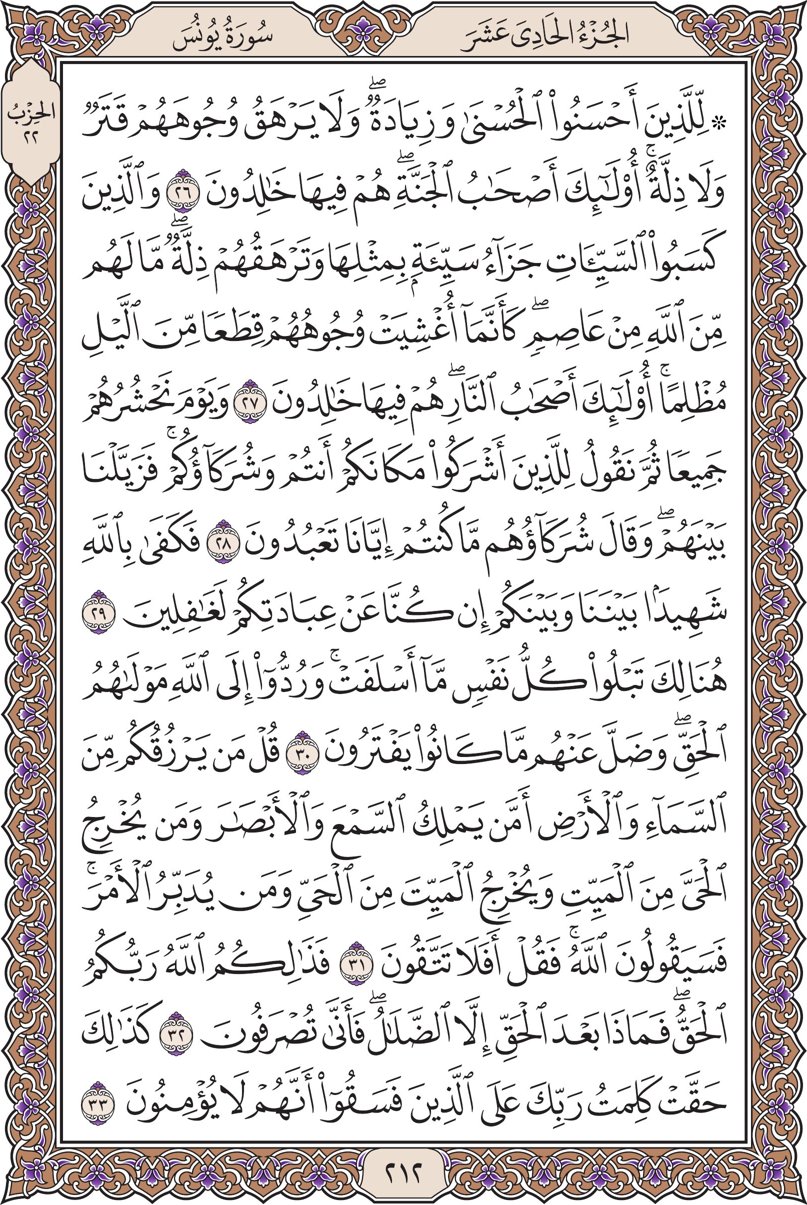 الجُزْءُ الحَادِىَ عَشَرَ
سُورَةُ يُونُسَ
الحِزْبُ
٢٢
۞ لِّلَّذِينَ أَحْسَنُواْ ٱلْحُسْنَىٰ وَزِيَادَةٌۖ وَلَا يَرْهَقُ وُجُوهَهُمْ قَتَرٌ
وَلَا ذِلَّةٌۚ أُوْلَٰٓئِكَ أَصْحَٰبُ ٱلْجَنَّةِۖ هُمْ فِيهَا خَٰلِدُونَ ٢٦ وَٱلَّذِينَ
كَسَبُواْ ٱلسَّيِّـَٔاتِ جَزَآءُ سَيِّئَةِۭ بِمِثْلِهَا وَتَرْهَقُهُمْ ذِلَّةٌۖ مَّا لَهُم
مِّنَ ٱللَّهِ مِنْ عَاصِمٍۖ كَأَنَّمَآ أُغْشِيَتْ وُجُوهُهُمْ قِطَعًا مِّنَ ٱلَّيْلِ
مُظْلِمًاۚ أُوْلَٰٓئِكَ أَصْحَٰبُ ٱلنَّارِۖ هُمْ فِيهَا خَٰلِدُونَ ٢٧ وَيَوْمَ نَحْشُرُهُمْ
جَمِيعًا ثُمَّ نَقُولُ لِلَّذِينَ أَشْرَكُواْ مَكَانَكُمْ أَنتُمْ وَشُرَكَآؤُكُمْۚ فَزَيَّلْنَا
بَيْنَهُمْۖ وَقَالَ شُرَكَآؤُهُم مَّا كُنتُمْ إِيَّانَا تَعْبُدُونَ ٢٨ فَكَفَىٰ بِٱللَّهِ
شَهِيدًۢا بَيْنَنَا وَبَيْنَكُمْ إِن كُنَّا عَنْ عِبَادَتِكُمْ لَغَٰفِلِينَ ٢٩
هُنَالِكَ تَبْلُواْ كُلُّ نَفْسٍ مَّآ أَسْلَفَتْۚ وَرُدُّوٓاْ إِلَى ٱللَّهِ مَوْلَىٰهُمُ
ٱلْحَقِّۖ وَضَلَّ عَنْهُم مَّا كَانُواْ يَفْتَرُونَ ٣٠ قُلْ مَن يَرْزُقُكُم مِّنَ
ٱلسَّمَآءِ وَٱلْأَرْضِ أَمَّن يَمْلِكُ ٱلسَّمْعَ وَٱلْأَبْصَٰرَ وَمَن يُخْرِجُ
ٱلْحَىَّ مِنَ ٱلْمَيِّتِ وَيُخْرِجُ ٱلْمَيِّتَ مِنَ ٱلْحَىِّ وَمَن يُدَبِّرُ ٱلْأَمْرَۚ
فَسَيَقُولُونَ ٱللَّهُۚ فَقُلْ أَفَلَا تَتَّقُونَ ٣١ فَذَٰلِكُمُ ٱللَّهُ رَبُّكُمُ
ٱلْحَقُّۖ فَمَاذَا بَعْدَ ٱلْحَقِّ إِلَّا ٱلضَّلَٰلُۖ فَأَنَّىٰ تُصْرَفُونَ ٣٢ كَذَٰلِكَ
حَقَّتْ كَلِمَتُ رَبِّكَ عَلَى ٱلَّذِينَ فَسَقُوٓاْ أَنَّهُمْ لَا يُؤْمِنُونَ ٣٣
٢١٢